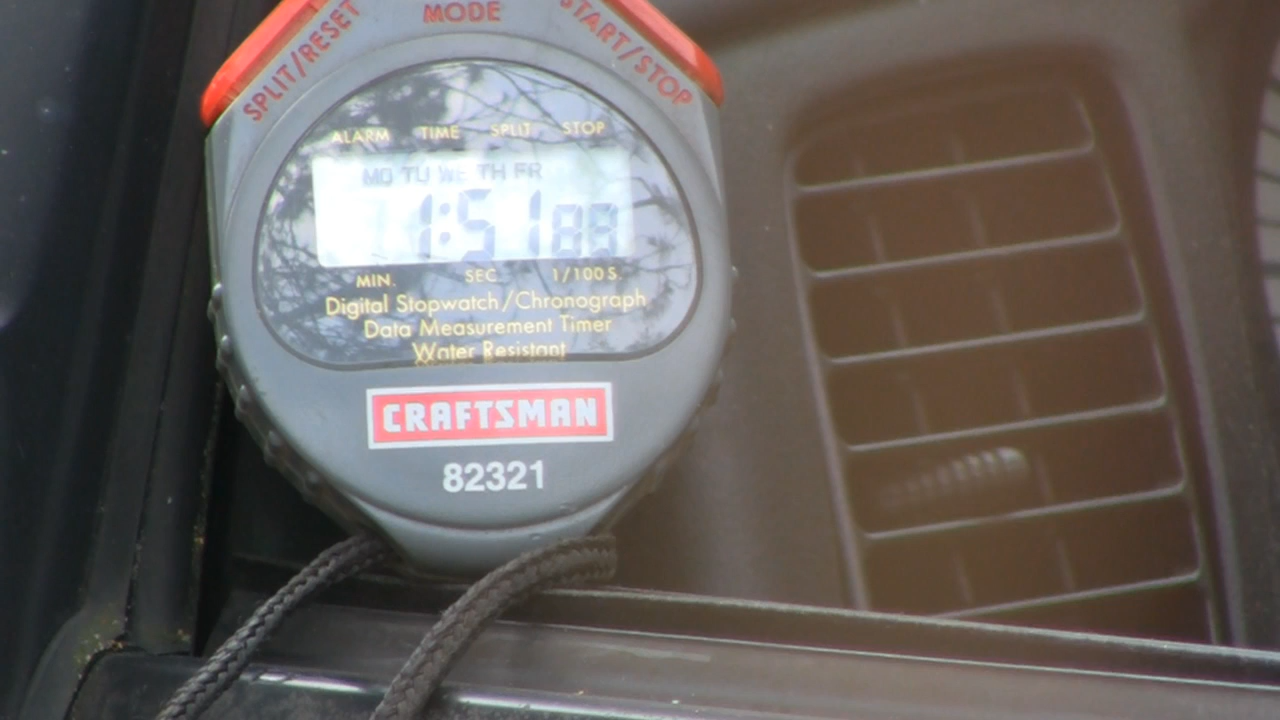 SPLIT/RESET MODE START/STOP
ALARM TIME SPLIT STOP
MO TU WE TH FR
1:51 88
MIN. SEC 1/100 S.
Digital Stopwatch/Chronograph
Data Measurement Timer
Water Resistant
CRAFTSMAN
82321